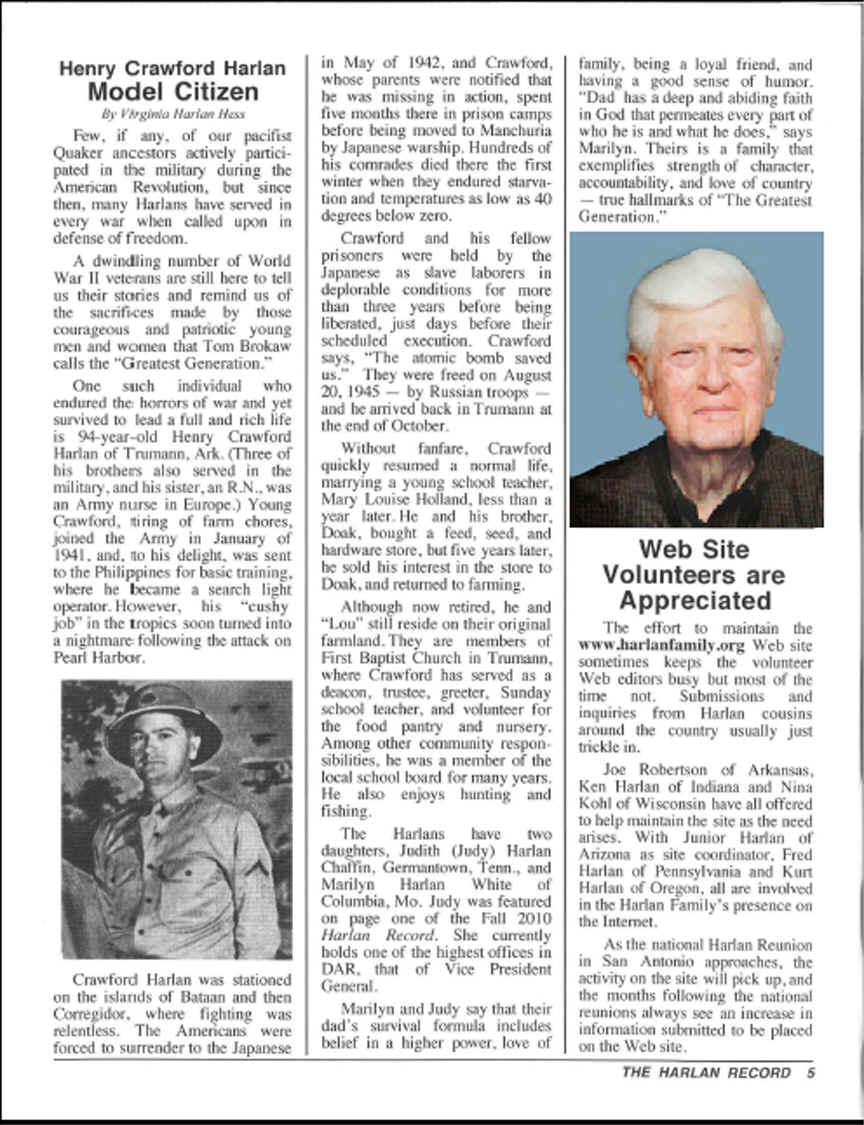 Henry Crawford Harlan
Model Citizen
By Virginia Harlan Hess
Few, if any, of our pacifist
Quaker ancestors actively partici-
pated in the military during the
American Revolution, but since
then, many Harlans have served in
every war when called upon in
defense of freedom.
A dwindling number of World
War II veterans are still here to tell
us their stories and remind us of
the sacrifices made by those
courageous and patriotic young
men and women that Tom Brokaw
calls the “Greatest Generation.”
One such individual who
endured the horrors of war and yet
survived to lead a full and rich life
is 94-year-old Henry Crawford
Harlan of Trumann, Ark. (Three of
his brothers also served in the
military, and his sister, an R.N., was
an Army nurse in Europe.) Young
Crawford, tiring of farm chores,
joined the Army in January of
1941, and, to his delight, was sent
to the Philippines for basic training,
where he became a search light
operator. However, his “cushy
job” in the tropics soon turned into
a nightmare following the attack on
Pearl Harbor.
Crawford Harlan was stationed
on the islands of Bataan and then
Corregidor, where fighting was
relentless. The Americans were
forced to surrender to the Japanese
in May of 1942, and Crawford,
whose parents were notified that
he was missing in action, spent
five months there in prison camps
before being moved to Manchuria
by Japanese warship. Hundreds of
his comrades died there the first
winter when they endured starva-
tion and temperatures as low as 40
degrees below zero.
Crawford and his fellow
prisoners were held by the
Japanese as slave laborers in
deplorable conditions for more
than three years before being
liberated, just days before their
scheduled execution. Crawford
says, “The atomic bomb saved
us.” They were freed on August
20, 1945 — by Russian troops —
and he arrived back in Trumann at
the end of October.
Without fanfare, Crawford
quickly resumed a normal life,
marrying a young school teacher,
Mary Louise Holland, less than a
year later. He and his brother,
Doak, bought a feed, seed, and
hardware store, but five years later,
he sold his interest in the store to
Doak, and returned to farming.
Although now retired, he and
“Lou” still reside on their original
farmland. They are members of
First Baptist Church in Trumann,
where Crawford has served as a
deacon, trustee, greeter, Sunday
school teacher, and volunteer for
the food pantry and nursery.
Among other community respon-
sibilities, he was a member of the
local school board for many years.
He also enjoys hunting and
fishing.
The Harlans have two
daughters, Judith (Judy) Harlan
Chaffin, Germantown, Tenn., and
Marilyn Harlan White of
Columbia, Mo. Judy was featured
on page one of the Fall 2010
Harlan Record. She currently
holds one of the highest offices in
DAR, that of Vice President
General.
Marilyn and Judy say that their
dad’s survival formula includes
belief in a higher power, love of
family, being a loyal friend, and
having a good sense of humor.
“Dad has a deep and abiding faith
in God that permeates every part of
who he is and what he does,” says
Marilyn. Theirs is a family that
exemplifies strength of character,
accountability, and love of country
— true hallmarks of “The Greatest
Generation.”
Web Site
Volunteers are
Appreciated
The effort to maintain the
www.harlanfamily.org Web site
sometimes keeps the volunteer
Web editors busy but most of the
time not. Submissions and
inquiries from Harlan cousins
around the country usually just
trickle in.
Joe Robertson of Arkansas,
Ken Harlan of Indiana and Nina
Kohl of Wisconsin have all offered
to help maintain the site as the need
arises. With Junior Harlan of
Arizona as site coordinator, Fred
Harlan of Pennsylvania and Kurt
Harlan of Oregon, all are involved
in the Harlan Family’s presence on
the Internet.
As the national Harlan Reunion
in San Antonio approaches, the
activity on the site will pick up, and
the months following the national
reunions always see an increase in
information submitted to be placed
on the Web site.
THE HARLAN RECORD 5